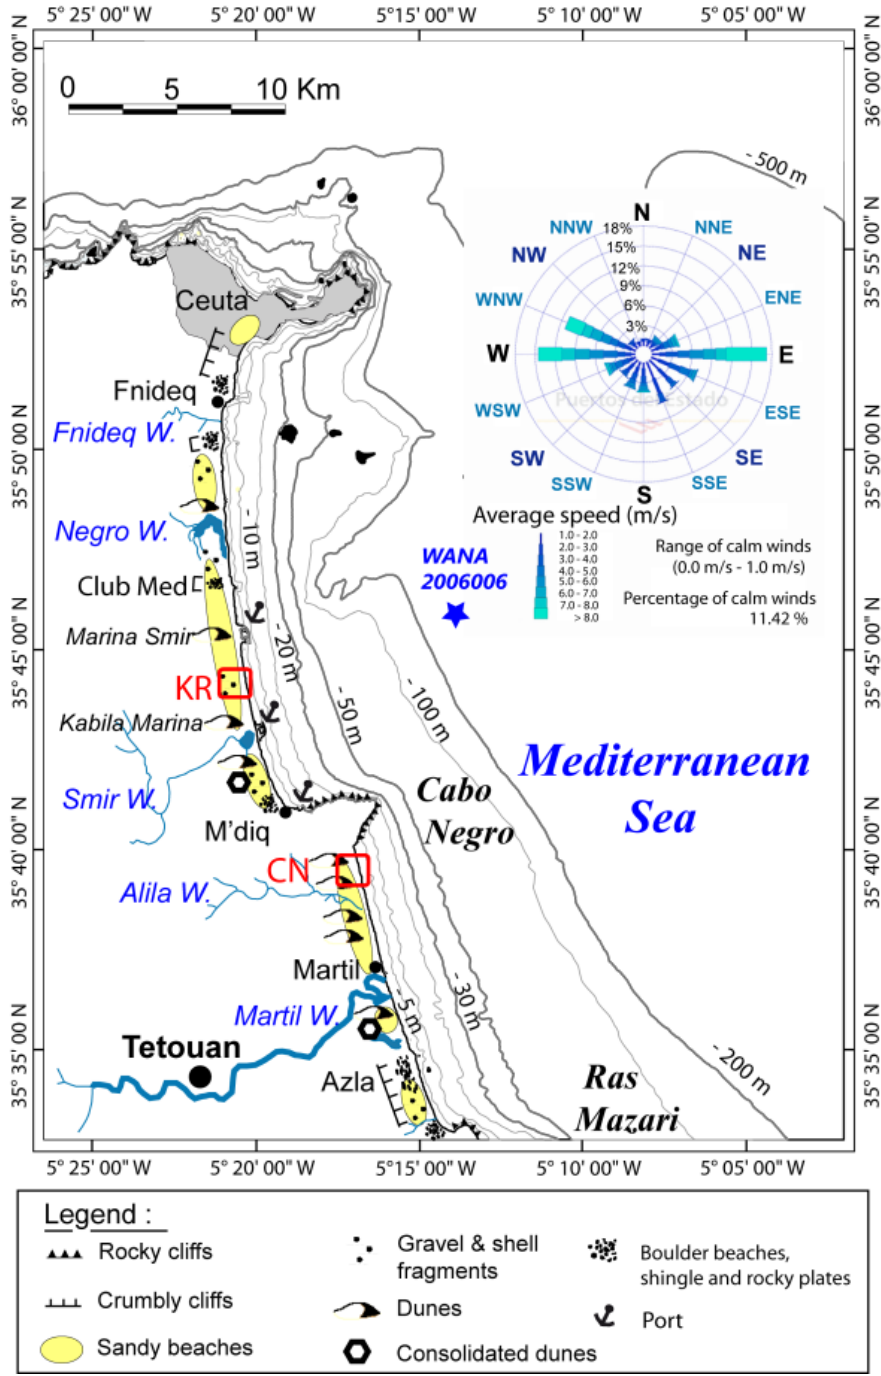 5° 25' 00" W
5° 20' 00" W
5° 15' 00" W
5° 10' 00" W
5° 05' 00" W
36° 00' 00" N
36° 00' 00" N
0 5 10 Km
- 500 m
N
NNW
NNE
18%
NW
NE
15%
35° 55' 00" N
35° 55' 00" N
12%
WNW
ENE
9%
Ceuta
6%
3%
W
E
Fnideq
Puertos del Estado
WSW
ESE
Fnideq W.
SW
SE
35° 50' 00 N
35° 50' 00 N
SSW
SSE
S
Average speed (m/s)
Negro W.
- 10 m
1.0 - 2.0
2.0 - 3.0
3.0 - 4.0
4.0 - 5.0
5.0 - 6.0
6.0 - 7.0
7.0 - 8.0
> 8.0
Range of calm winds
(0.0 m/s - 1.0 m/s)
Percentage of calm winds
11.42 %
WANA
2006006
Club Med
Marina Smir
- 20 m
35° 45' 00" N
35° 45' 00" N
KR
- 50 m
- 100 m
Kabila Marina
Mediterranean
Sea
Smir W.
Cabo
Negro
M'diq
35° 40' 00" N
35° 40' 00" N
CN
Alila W.
Martil
- 5 m
- 30 m
Martil W.
Tetouan
35° 35' 00" N
35° 35' 00" N
- 200 m
Azla
Ras
Mazari
5° 25' 00" W
5° 20' 00" W
5° 15' 00" W
5° 10' 00" W
5° 05' 00" W
Legend :
Rocky cliffs
Crumbly cliffs
Sandy beaches
Gravel & shell
fragments
Dunes
Consolidated dunes
Boulder beaches,
shingle and rocky plates
Port